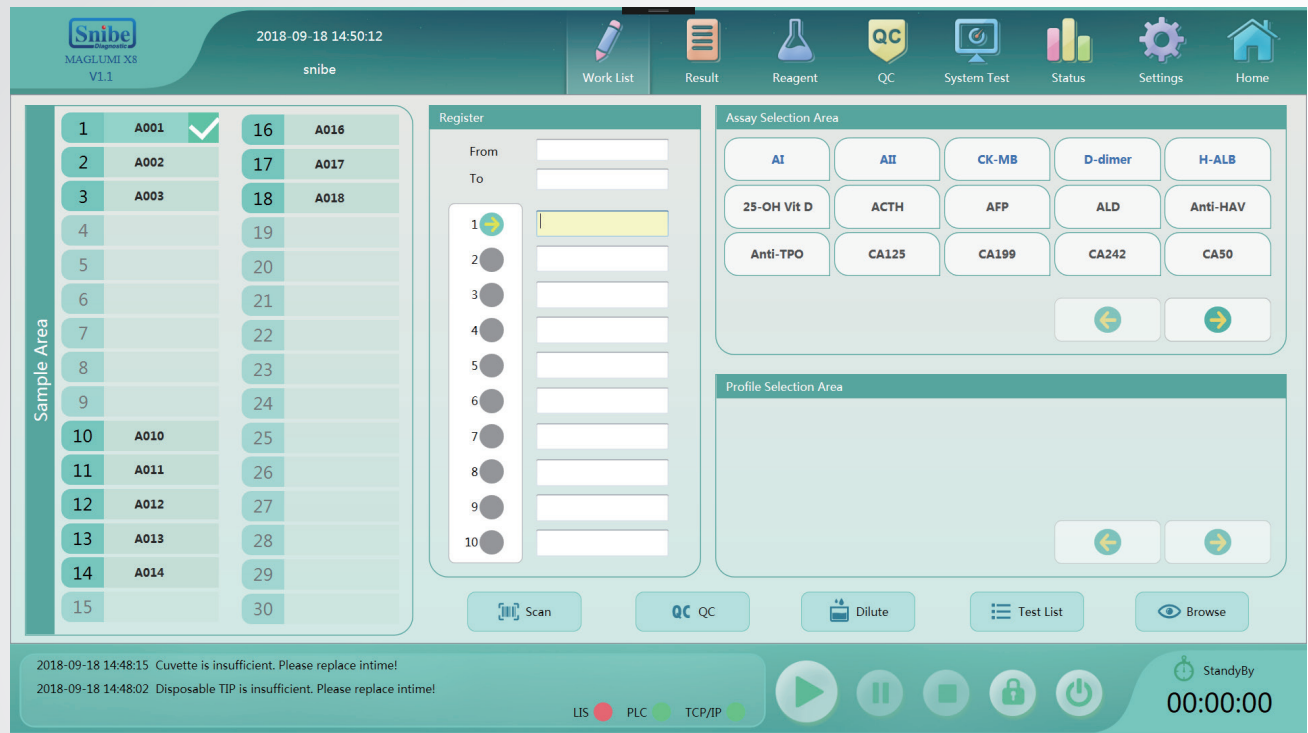 Snibe
Diagnostic
MAGLUMI X8
V1.1
2018-09-18 14:50:12
snibe
Work List
Result
Reagent
QC
QC
System Test
Status
Settings
Home
Sample Area
1 A001
2 A002
3 A003
4
5
6
7
8
9
10 A010
11 A011
12 A012
13 A013
14 A014
15
16 A016
17 A017
18 A018
19
20
21
22
23
24
25
26
27
28
29
30
Register
From
To
1
2
3
4
5
6
7
8
9
10
Assay Selection Area
AI AII CK-MB D-dimer H-ALB
25-OH Vit D ACTH AFP ALD Anti-HAV
Anti-TPO CA125 CA199 CA242 CA50
Profile Selection Area
Scan
QC QC
Dilute
Test List
Browse
2018-09-18 14:48:15 Cuvette is insufficient. Please replace intime!
2018-09-18 14:48:02 Disposable TIP is insufficient. Please replace intime!
LIS PLC TCP/IP
StandyBy
00:00:00